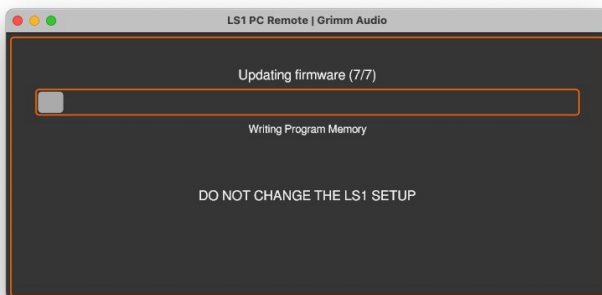 LS1 PC Remote | Grimm Audio
Updating firmware (7/7)
Writing Program Memory
DO NOT CHANGE THE LS1 SETUP